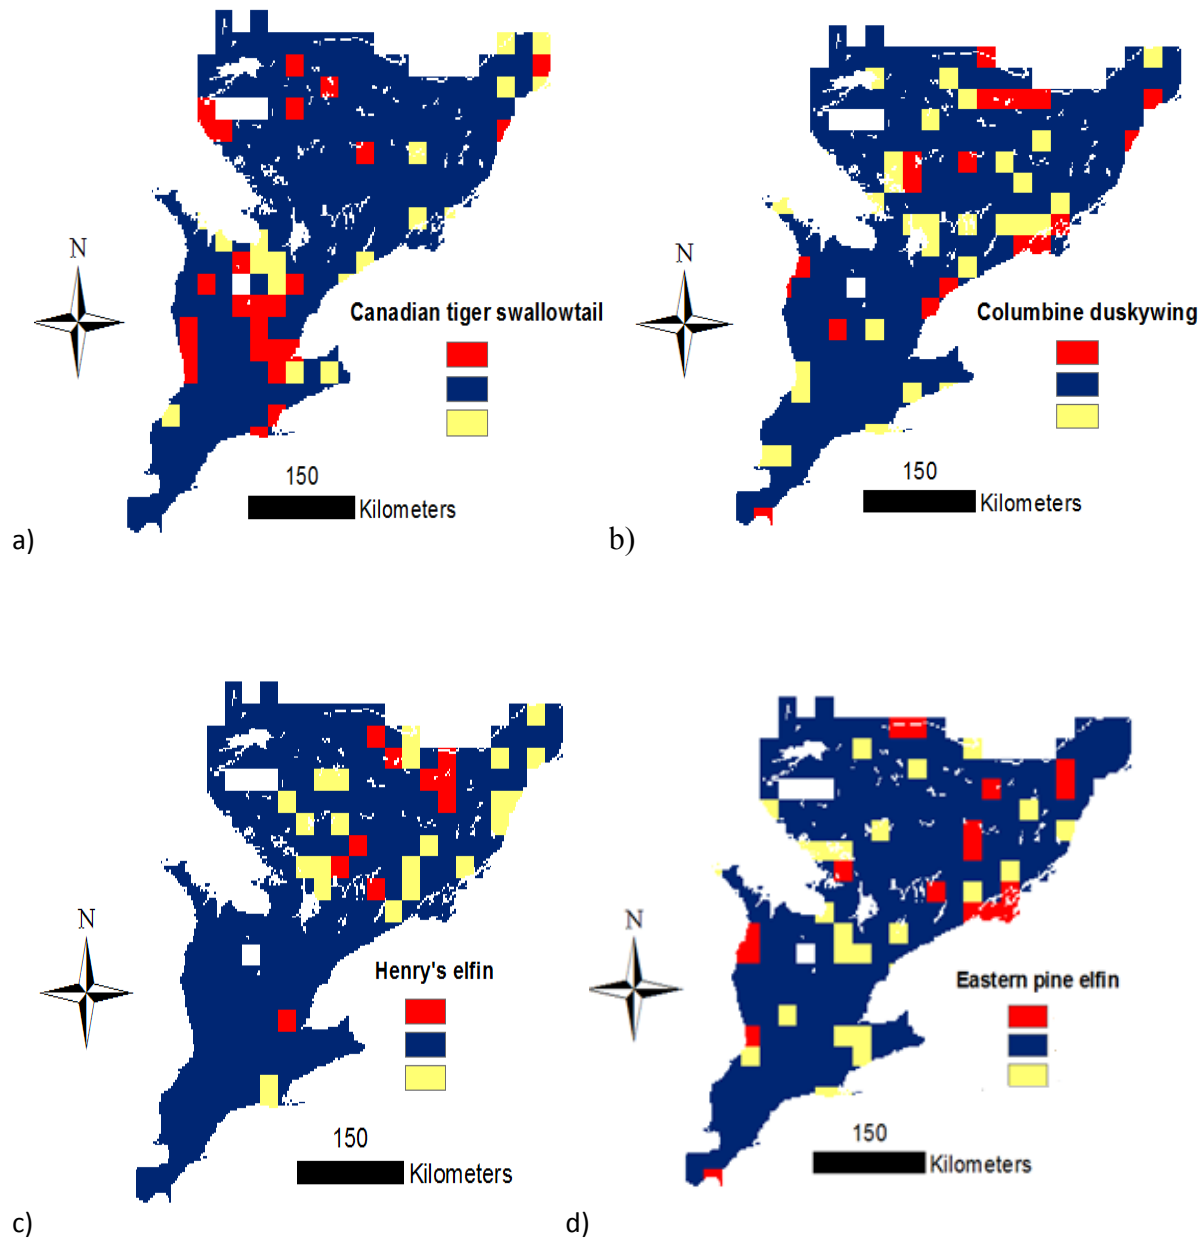 N
Canadian tiger swallowtail
150
Kilometers
a)
N
Columbine duskywing
150
Kilometers
b)
N
Henry's elfin
150
Kilometers
c)
N
Eastern pine elfin
150
Kilometers
d)